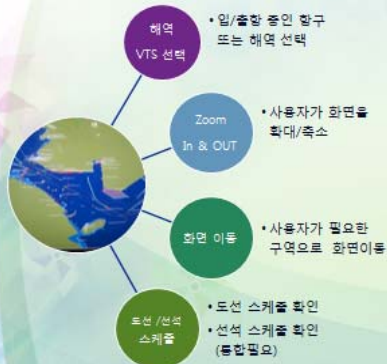 해역
VTS 선택
• 입/출항 중인 항구
또는 해역 선택
Zoom
In & OUT
• 사용자가 화면을
확대/축소
화면 이동
• 사용자가 필요한
구역으로 화면이동
도선 /선석
스케줄
• 도선 스케줄 확인
• 선석 스케줄 확인
(통합필요)